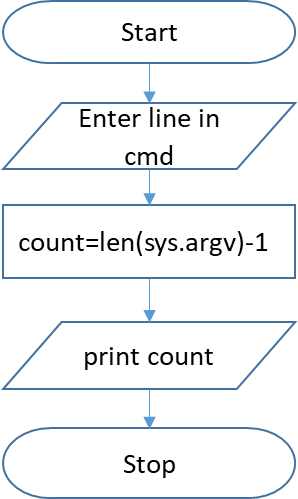 Start
Enter line in
cmd
count=len(sys.argv)-1
print count
Stop